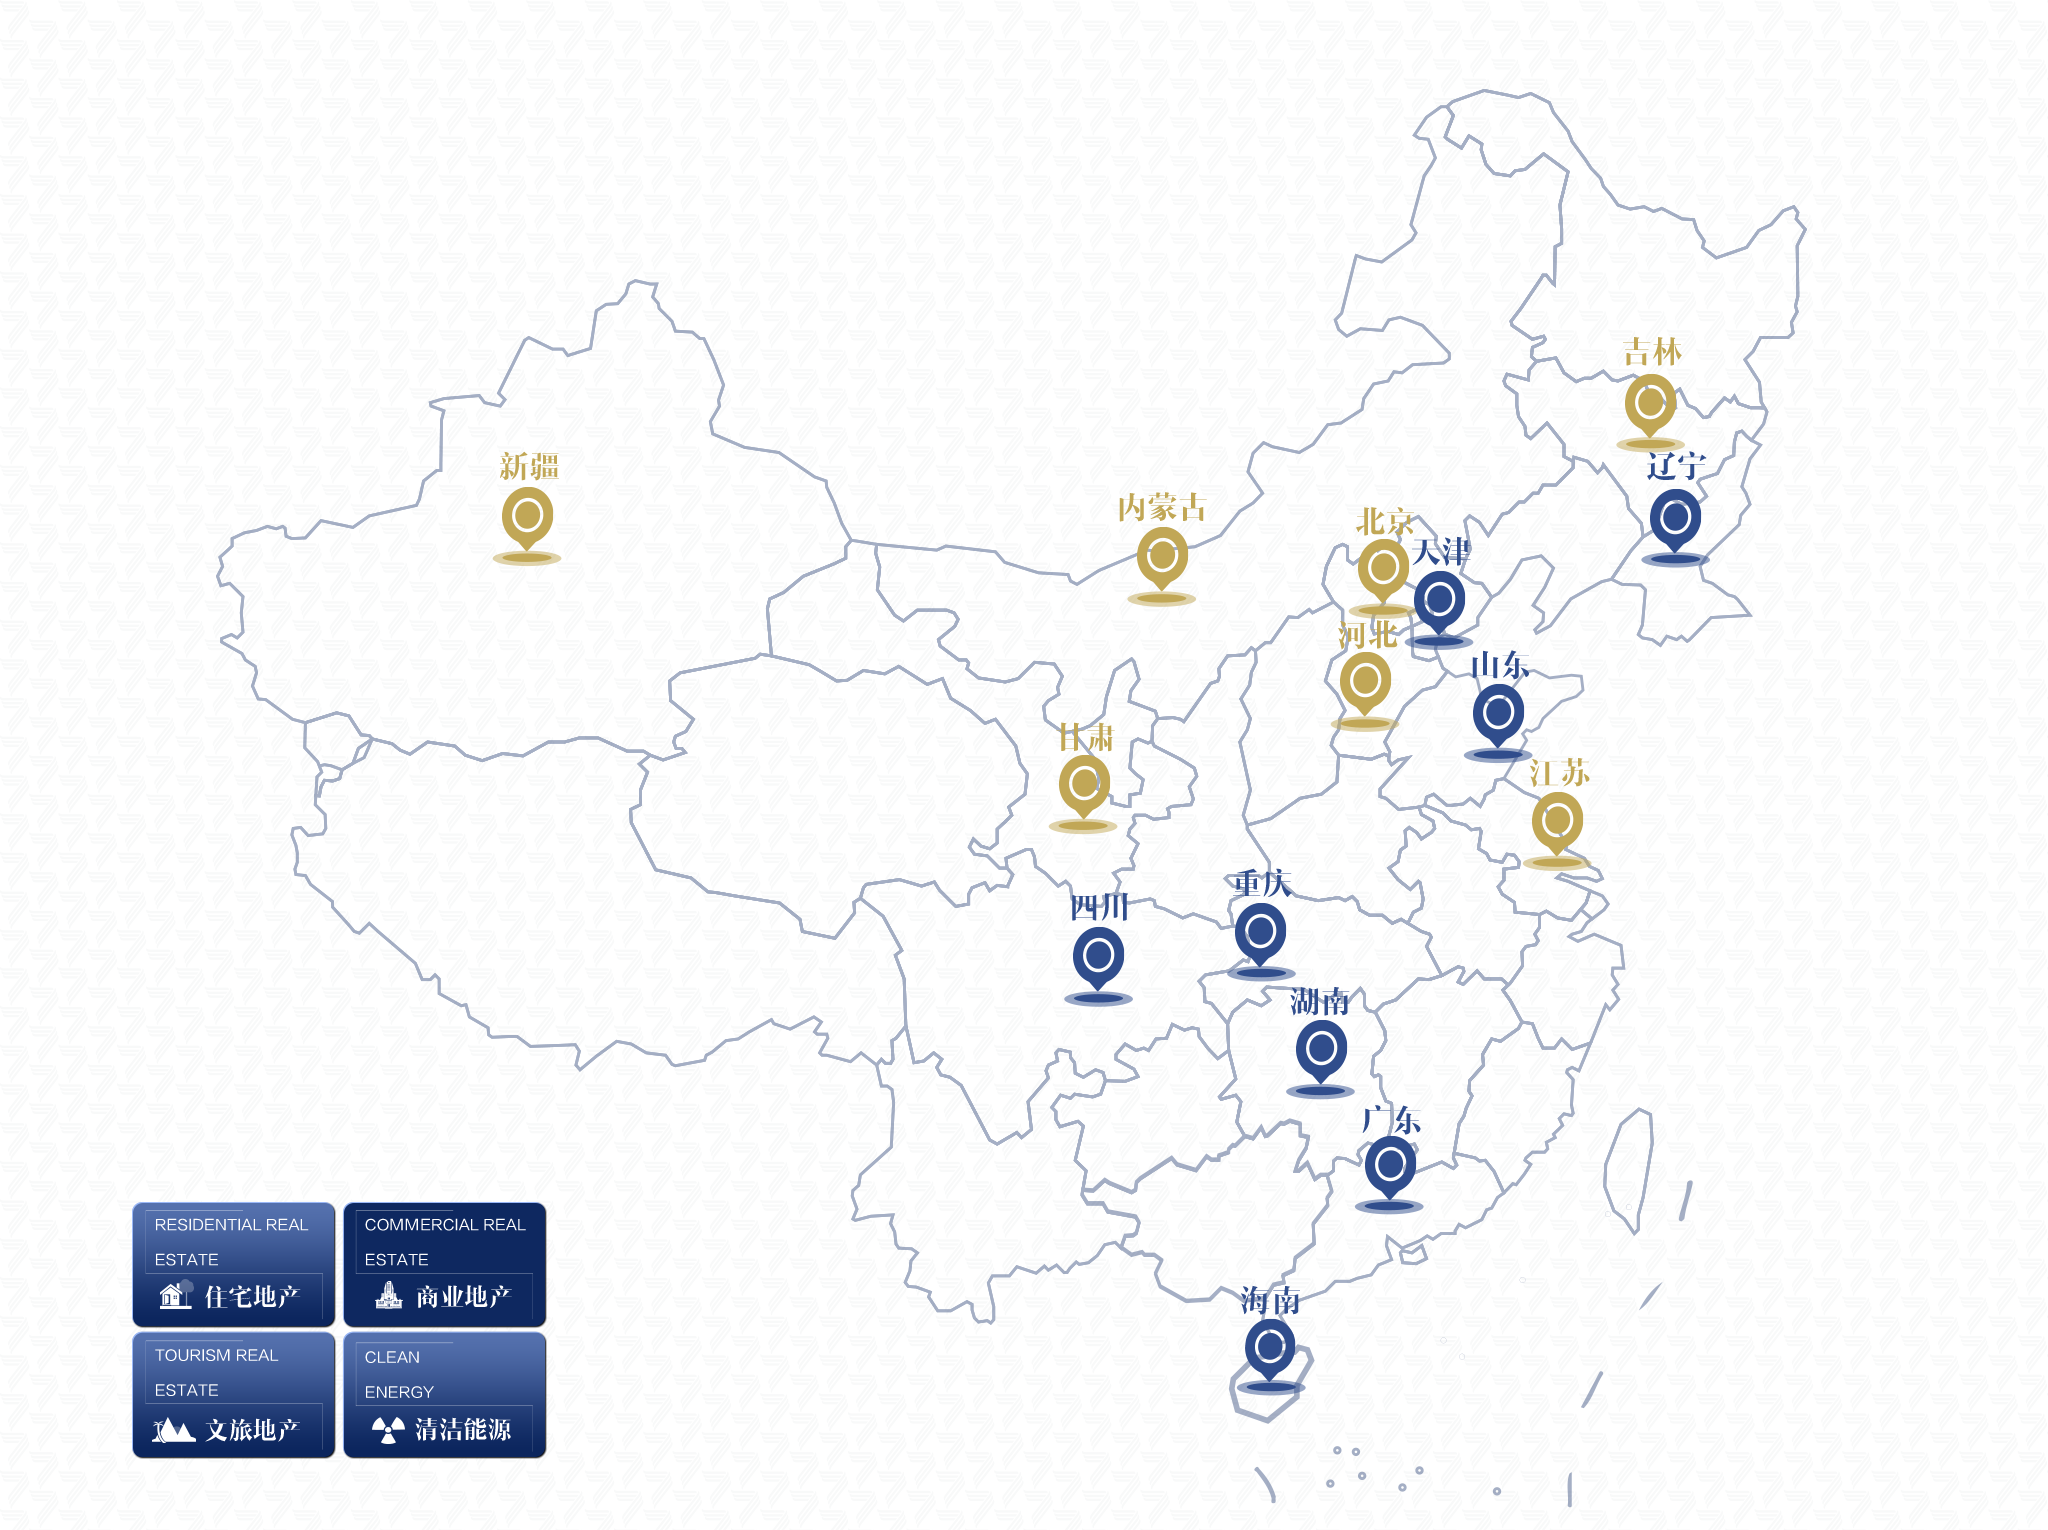 吉林
新疆
辽宁
内蒙古
北京
天津
河北
山东
甘肃
江苏
重庆
四川
湖南
广东
RESIDENTIAL REAL
ESTATE
住宅地产
COMMERCIAL REAL
ESTATE
商业地产
海南
TOURISM REAL
ESTATE
文旅地产
CLEAN
ENERGY
清洁能源